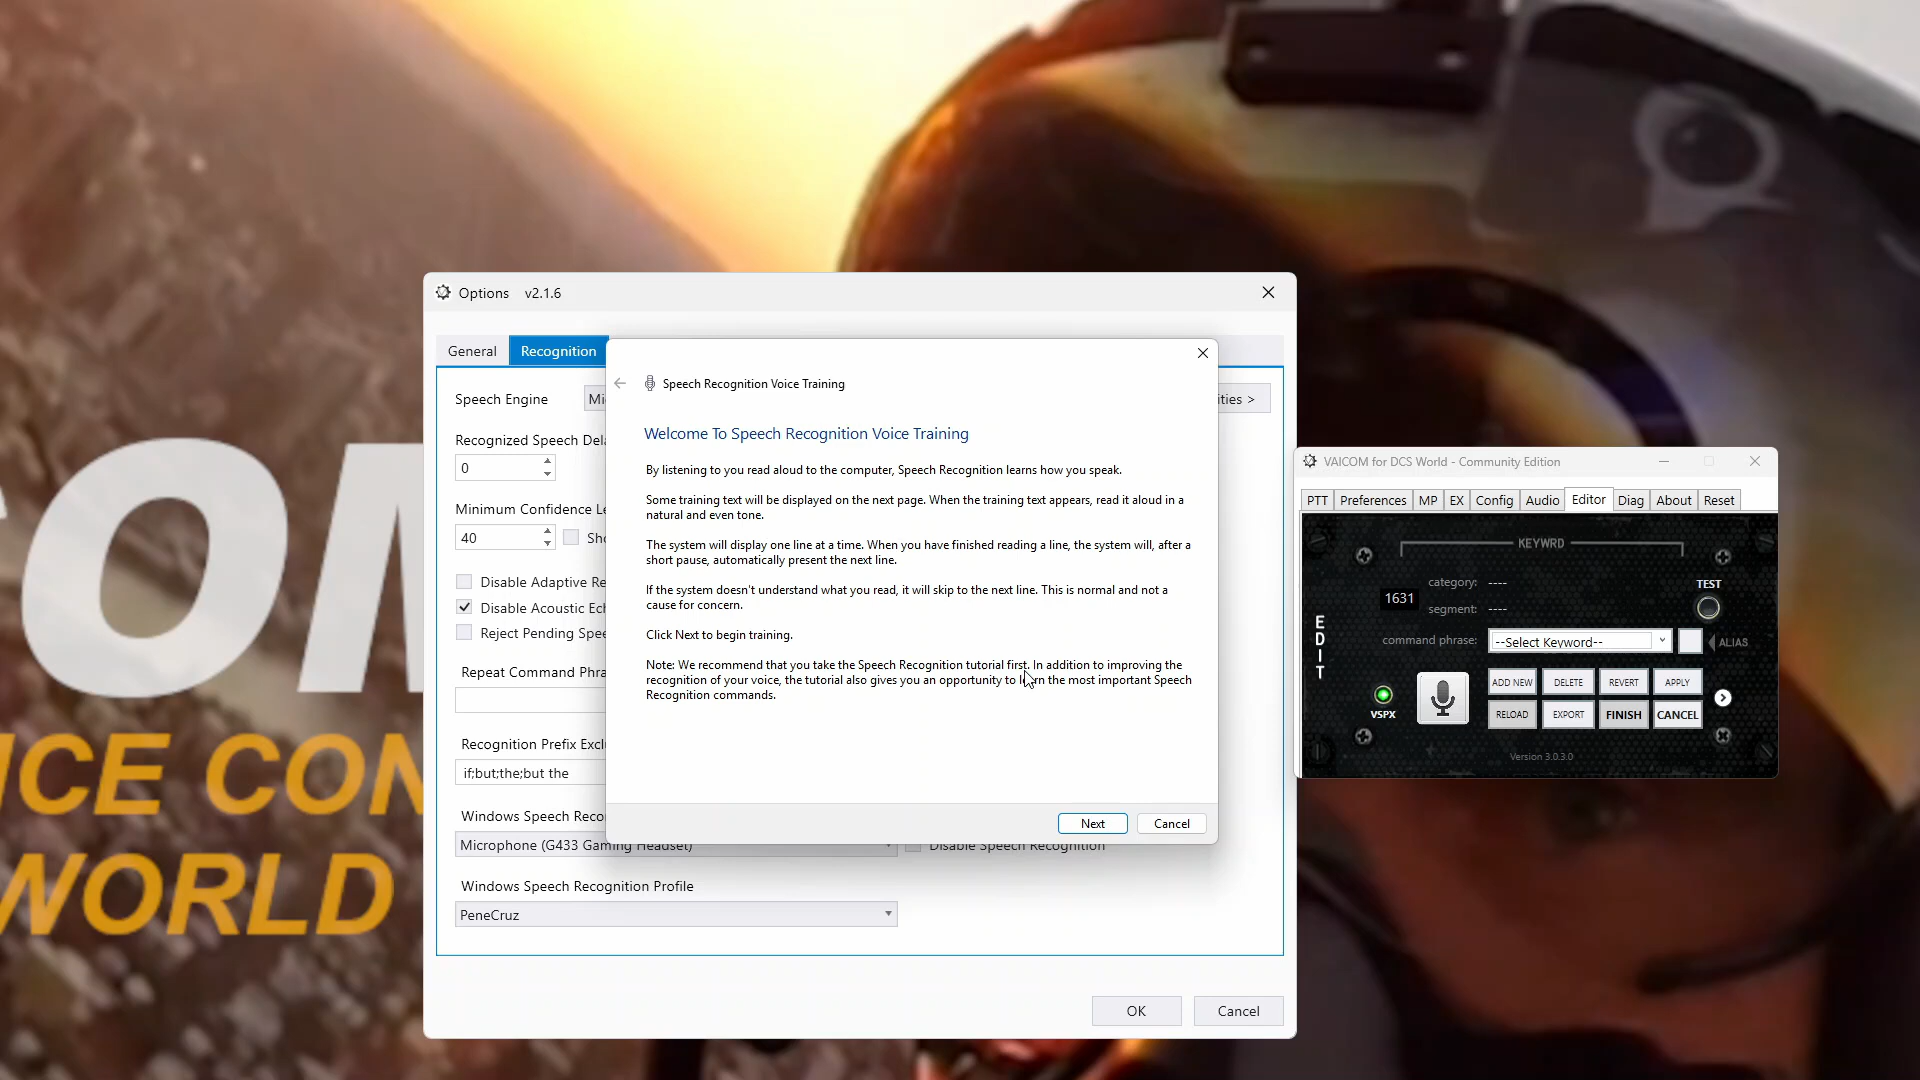 OM
ICE CON
WORLD
Options v2.1.6
General
Recognition
Speech Engine
Mi
ities >
Recognized Speech Dela
0
Minimum Confidence Le
40
Sho
Disable Adaptive Re
Disable Acoustic Ech
Reject Pending Spee
Repeat Command Phra
Recognition Prefix Exclu
if;but;the;but the
Windows Speech Reco
Microphone (G433 Gaming Headset)
Disable Speech Recognition
Windows Speech Recognition Profile
PeneCruz
OK
Cancel
Speech Recognition Voice Training
Welcome To Speech Recognition Voice Training
By listening to you read aloud to the computer, Speech Recognition learns how you speak.
Some training text will be displayed on the next page. When the training text appears, read it aloud in a
natural and even tone.
The system will display one line at a time. When you have finished reading a line, the system will, after a
short pause, automatically present the next line.
If the system doesn't understand what you read, it will skip to the next line. This is normal and not a
cause for concern.
Click Next to begin training.
Note: We recommend that you take the Speech Recognition tutorial first. In addition to improving the
recognition of your voice, the tutorial also gives you an opportunity to learn the most important Speech
Recognition commands.
Next
Cancel
VAICOM for DCS World - Community Edition
PTT Preferences MP EX Config Audio Editor Diag About Reset
KEYWRD
category: ----
TEST
1631
segment: ----
EDIT
command phrase: --Select Keyword--
ALIAS
ADD NEW DELETE REVERT APPLY
VSPX
RELOAD EXPORT FINISH CANCEL
Version 3.0.3.0